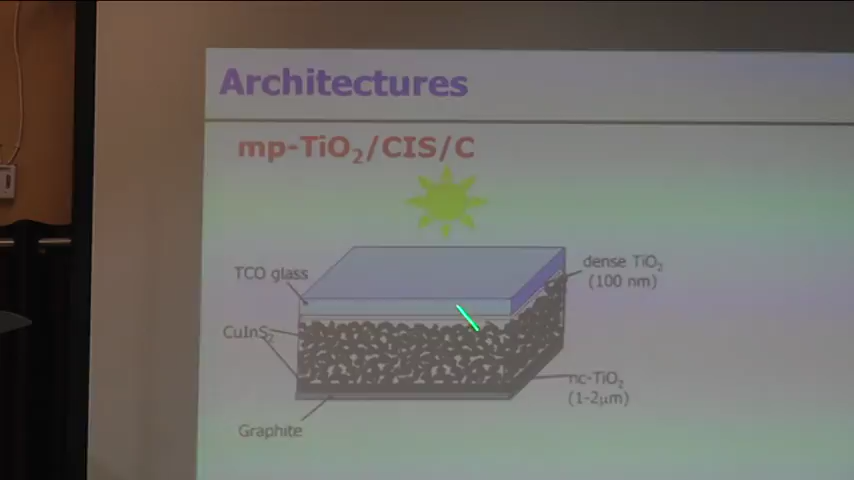 Architectures
mp-TiO₂/CIS/C
TCO glass
dense TiO₂
(100 nm)
CuInS₂
nc-TiO₂
(1-2μm)
Graphite